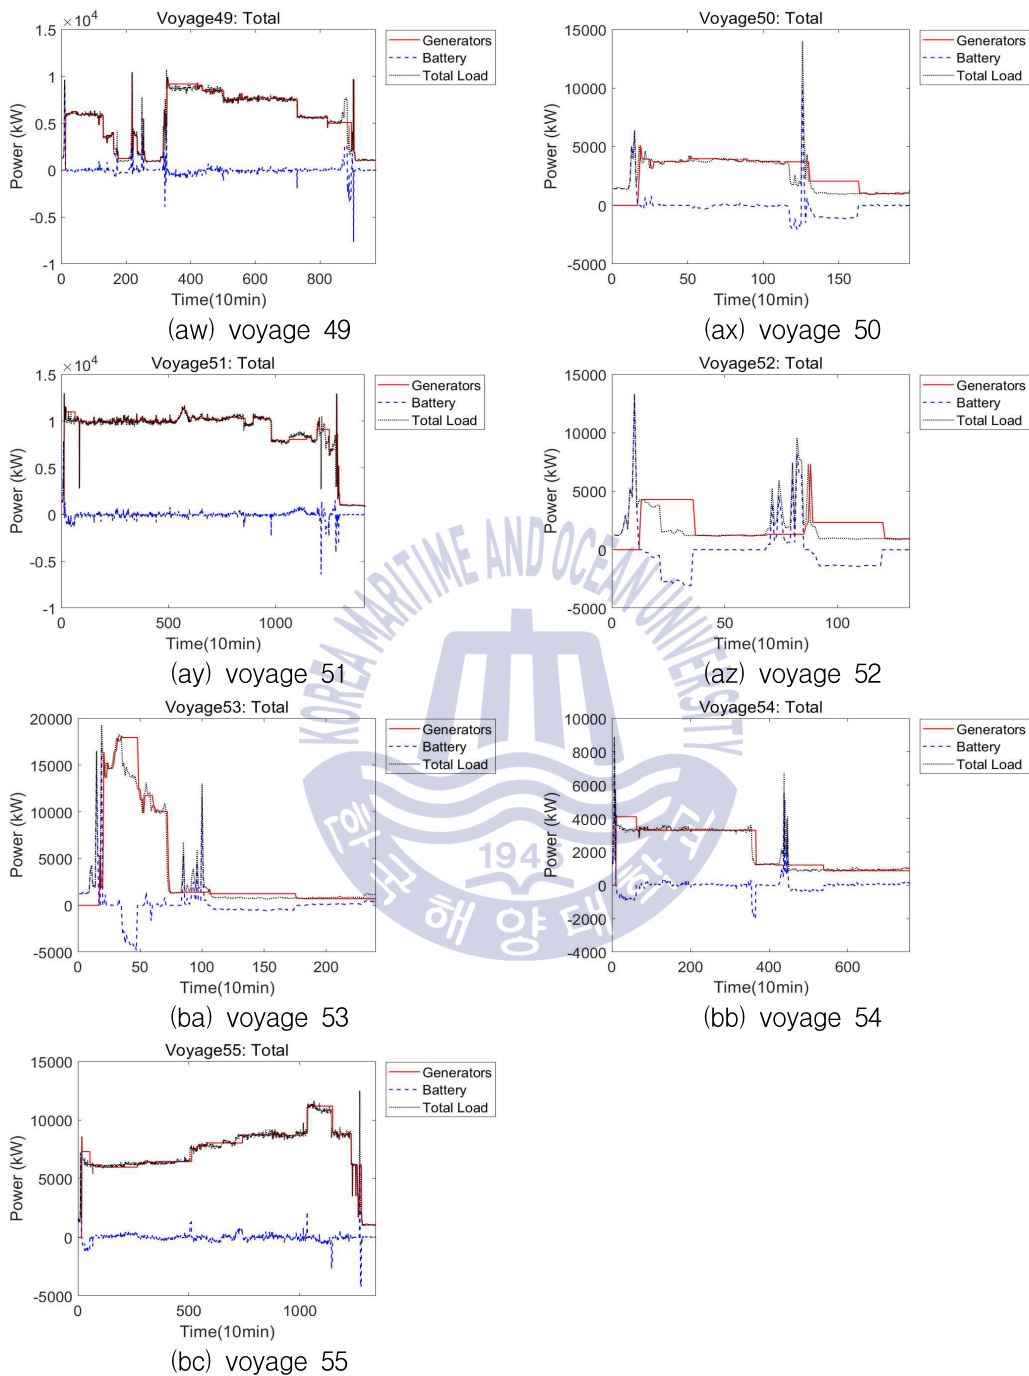 Voyage49: Total
×10⁴
1.5
1
0.5
0
-0.5
-1
Power (kW)
0 200 400 600 800
Time(10min)
Generators
Battery
Total Load
(aw) voyage 49
Voyage50: Total
15000
10000
5000
0
-5000
Power (kW)
0 50 100 150
Time(10min)
Generators
Battery
Total Load
(ax) voyage 50
Voyage51: Total
×10⁴
1.5
1
0.5
0
-0.5
-1
Power (kW)
0 500 1000
Time(10min)
Generators
Battery
Total Load
(ay) voyage 51
Voyage52: Total
15000
10000
5000
0
-5000
Power (kW)
0 50 100
Time(10min)
Generators
Battery
Total Load
(az) voyage 52
KOREA MARITIME AND OCEAN UNIVERSITY
1945
한국해양대학교
Voyage53: Total
20000
15000
10000
5000
0
-5000
Power (kW)
0 50 100 150 200
Time(10min)
Generators
Battery
Total Load
(ba) voyage 53
Voyage54: Total
10000
8000
6000
4000
2000
0
-2000
-4000
Power (kW)
0 200 400 600
Time(10min)
Generators
Battery
Total Load
(bb) voyage 54
Voyage55: Total
15000
10000
5000
0
-5000
Power (kW)
0 500 1000
Time(10min)
Generators
Battery
Total Load
(bc) voyage 55